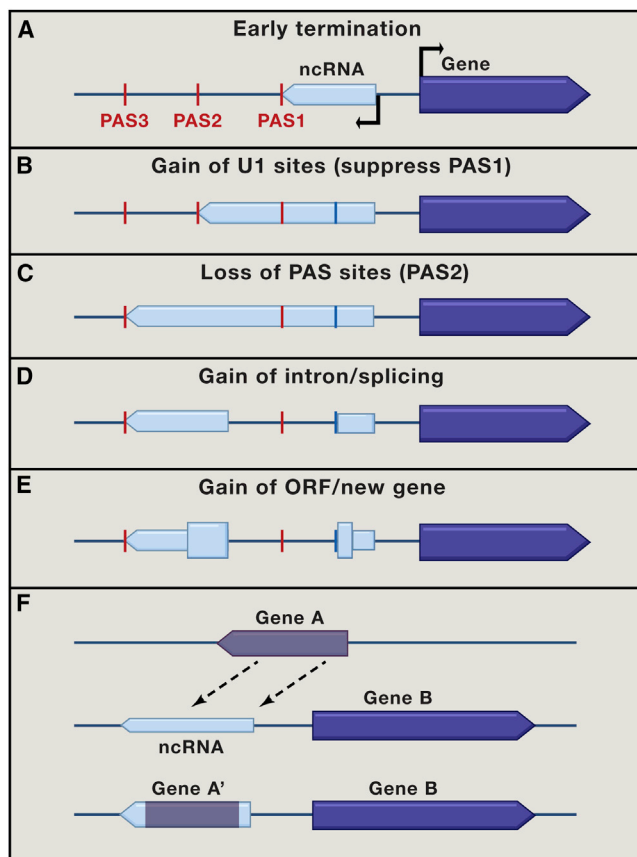 A
Early termination
ncRNA
Gene
PAS3
PAS2
PAS1
B
Gain of U1 sites (suppress PAS1)
C
Loss of PAS sites (PAS2)
D
Gain of intron/splicing
E
Gain of ORF/new gene
F
Gene A
Gene B
ncRNA
Gene A’
Gene B